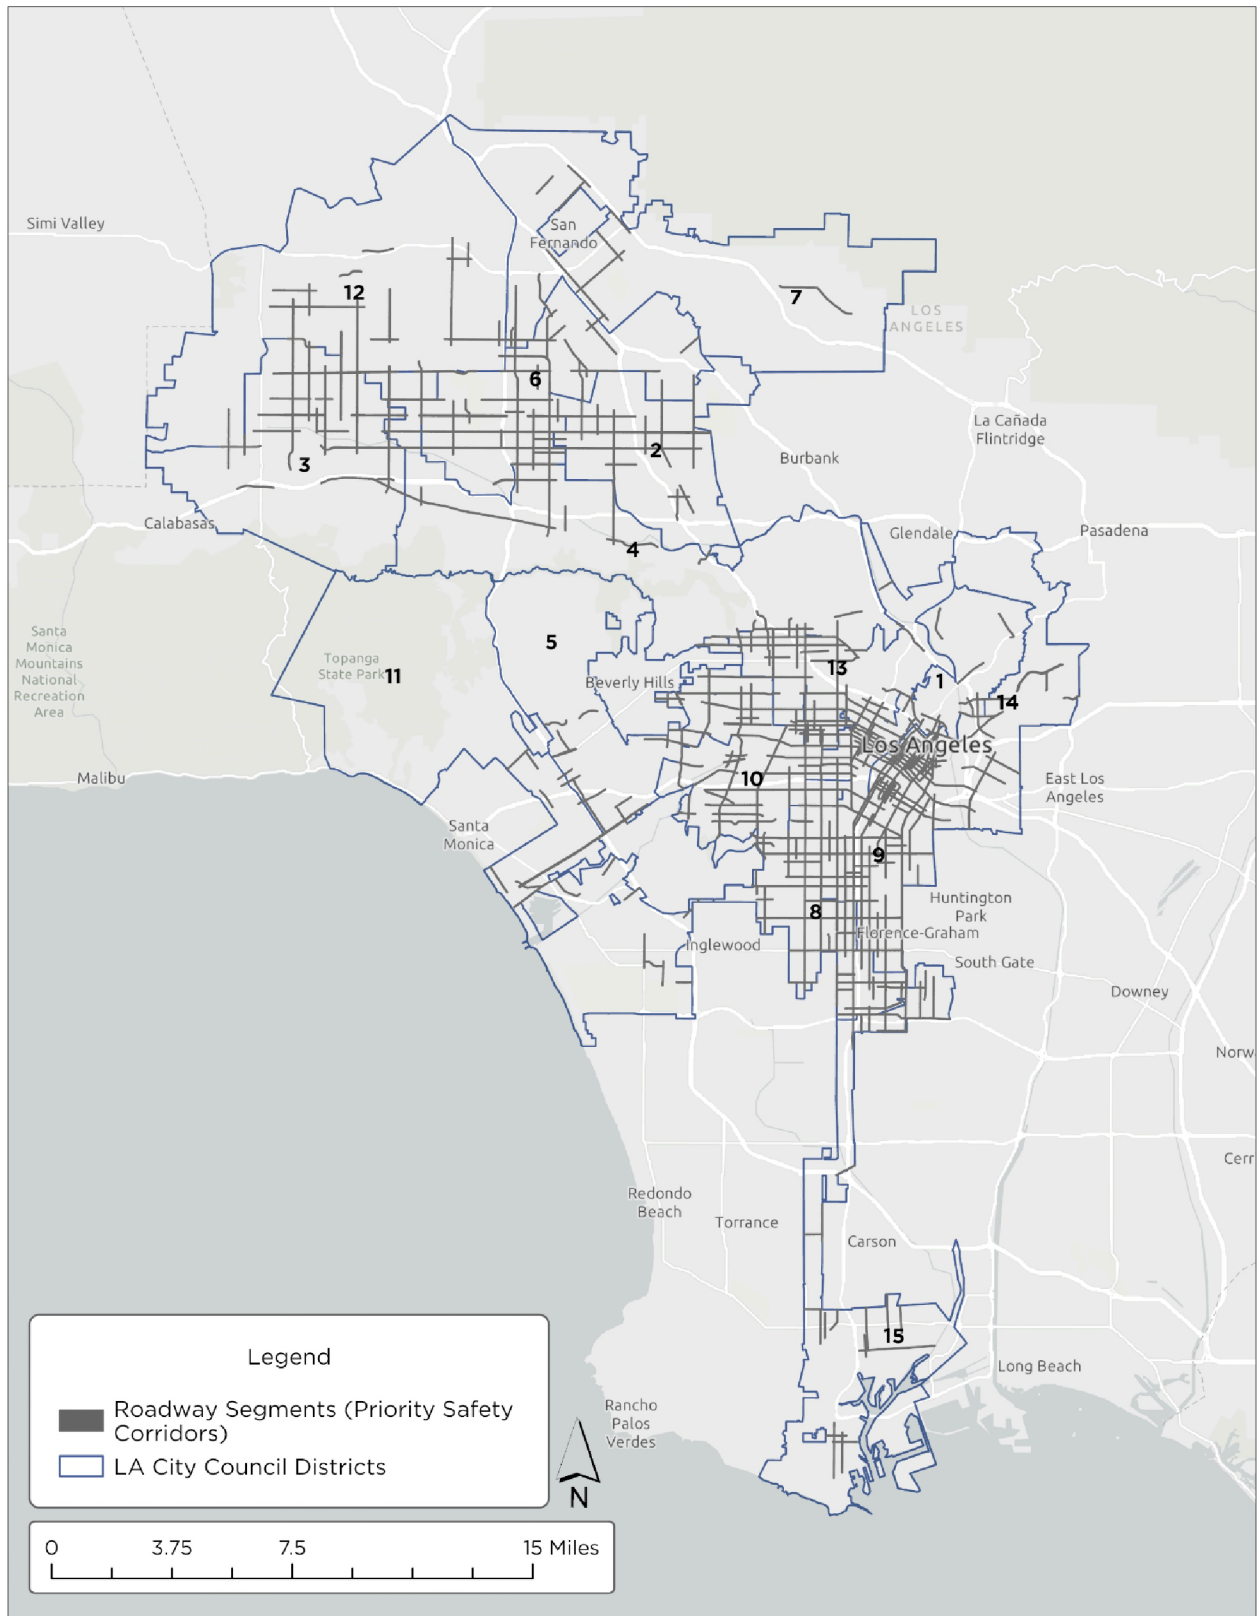 Simi Valley
San
Fernando
12
7
LOS
ANGELES
6
La Cañada
Flintridge
2
Burbank
3
Calabasas
Glendale
Pasadena
4
Santa
Monica
Mountains
National
Recreation
Area
5
Topanga
State Park
11
Beverly Hills
13
1
14
Los Angeles
Malibu
10
East Los
Angeles
Santa
Monica
9
8
Huntington
Park
Florence-Graham
Inglewood
South Gate
Downey
Norw
Cerr
Redondo
Beach
Torrance
Carson
15
Long Beach
Rancho
Palos
Verdes
Legend
Roadway Segments (Priority Safety
Corridors)
LA City Council Districts
N
0 3.75 7.5 15 Miles